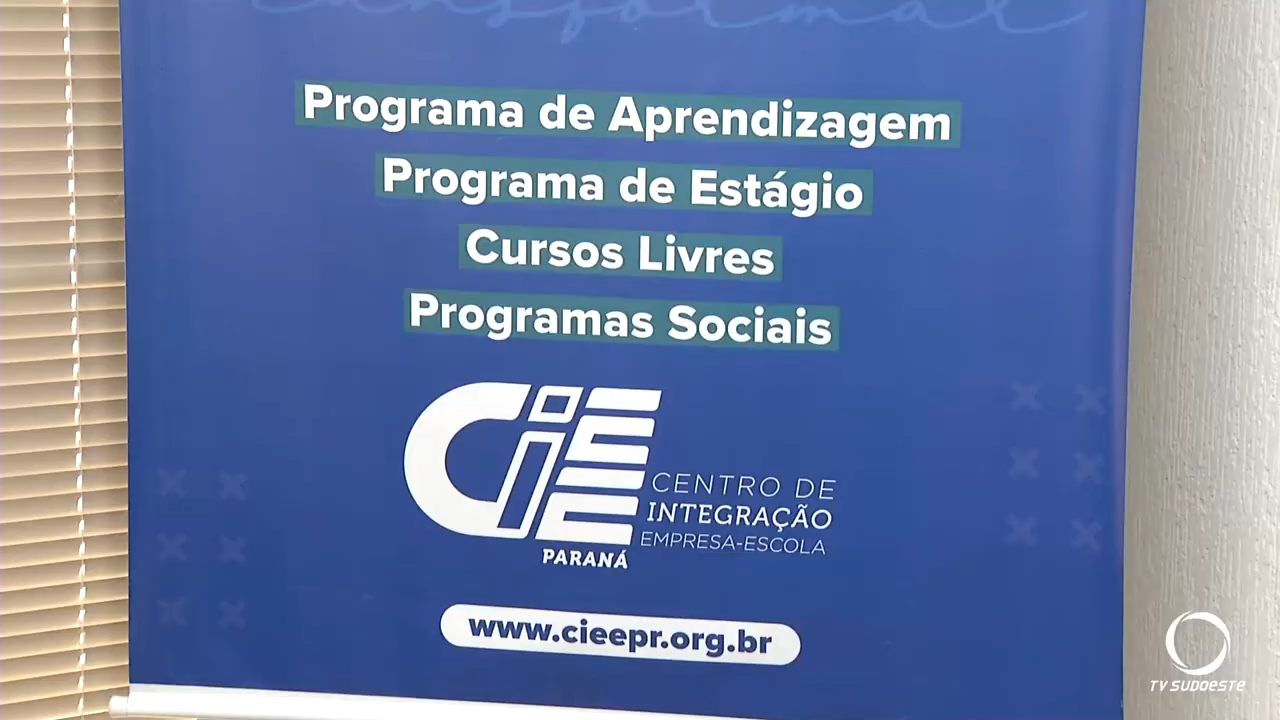 transformar
Programa de Aprendizagem
Programa de Estágio
Cursos Livres
Programas Sociais
CIEE
CENTRO DE
INTEGRAÇÃO
EMPRESA-ESCOLA
PARANÁ
www.cieepr.org.br
TV SUDOESTE